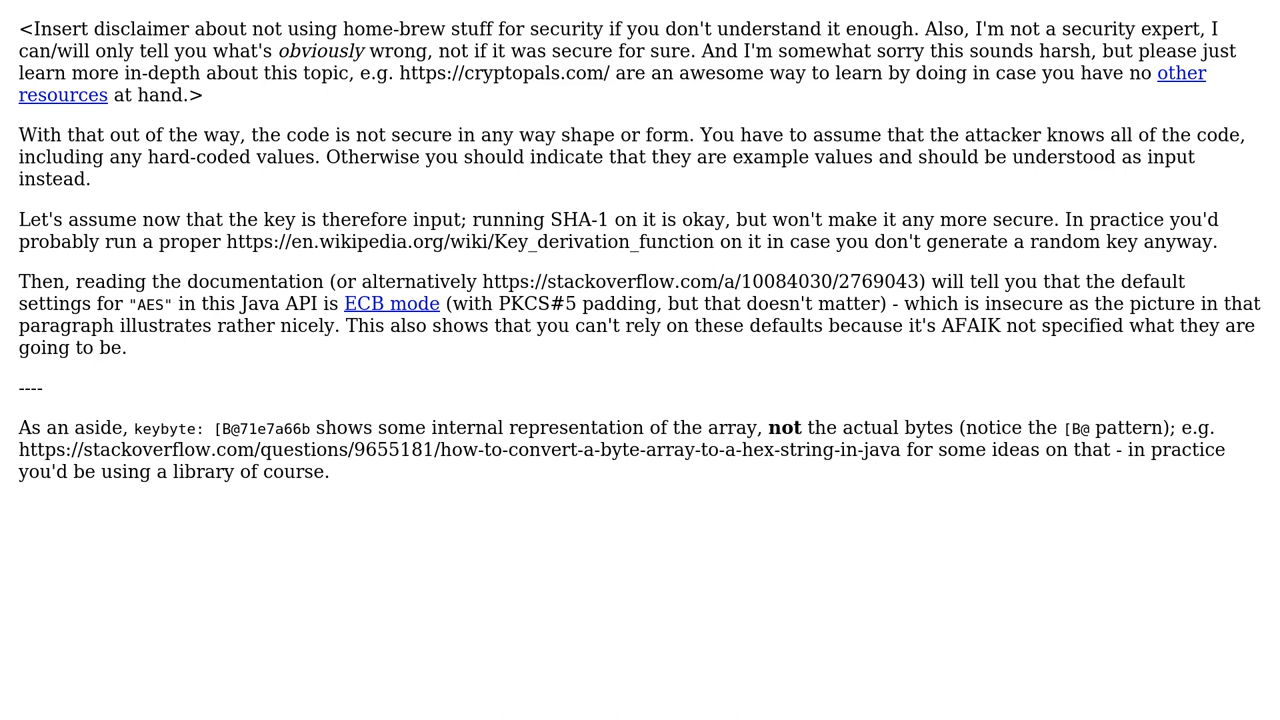 <Insert disclaimer about not using home-brew stuff for security if you don't understand it enough. Also, I'm not a security expert, I
can/will only tell you what's obviously wrong, not if it was secure for sure. And I'm somewhat sorry this sounds harsh, but please just
learn more in-depth about this topic, e.g. https://cryptopals.com/ are an awesome way to learn by doing in case you have no other
resources at hand.>
With that out of the way, the code is not secure in any way shape or form. You have to assume that the attacker knows all of the code,
including any hard-coded values. Otherwise you should indicate that they are example values and should be understood as input
instead.
Let's assume now that the key is therefore input; running SHA-1 on it is okay, but won't make it any more secure. In practice you'd
probably run a proper https://en.wikipedia.org/wiki/Key_derivation_function on it in case you don't generate a random key anyway.
Then, reading the documentation (or alternatively https://stackoverflow.com/a/10084030/2769043) will tell you that the default
settings for "AES" in this Java API is ECB mode (with PKCS#5 padding, but that doesn't matter) - which is insecure as the picture in that
paragraph illustrates rather nicely. This also shows that you can't rely on these defaults because it's AFAIK not specified what they are
going to be.
----
As an aside, keybyte: [B@71e7a66b shows some internal representation of the array, not the actual bytes (notice the [B@ pattern); e.g.
https://stackoverflow.com/questions/9655181/how-to-convert-a-byte-array-to-a-hex-string-in-java for some ideas on that - in practice
you'd be using a library of course.